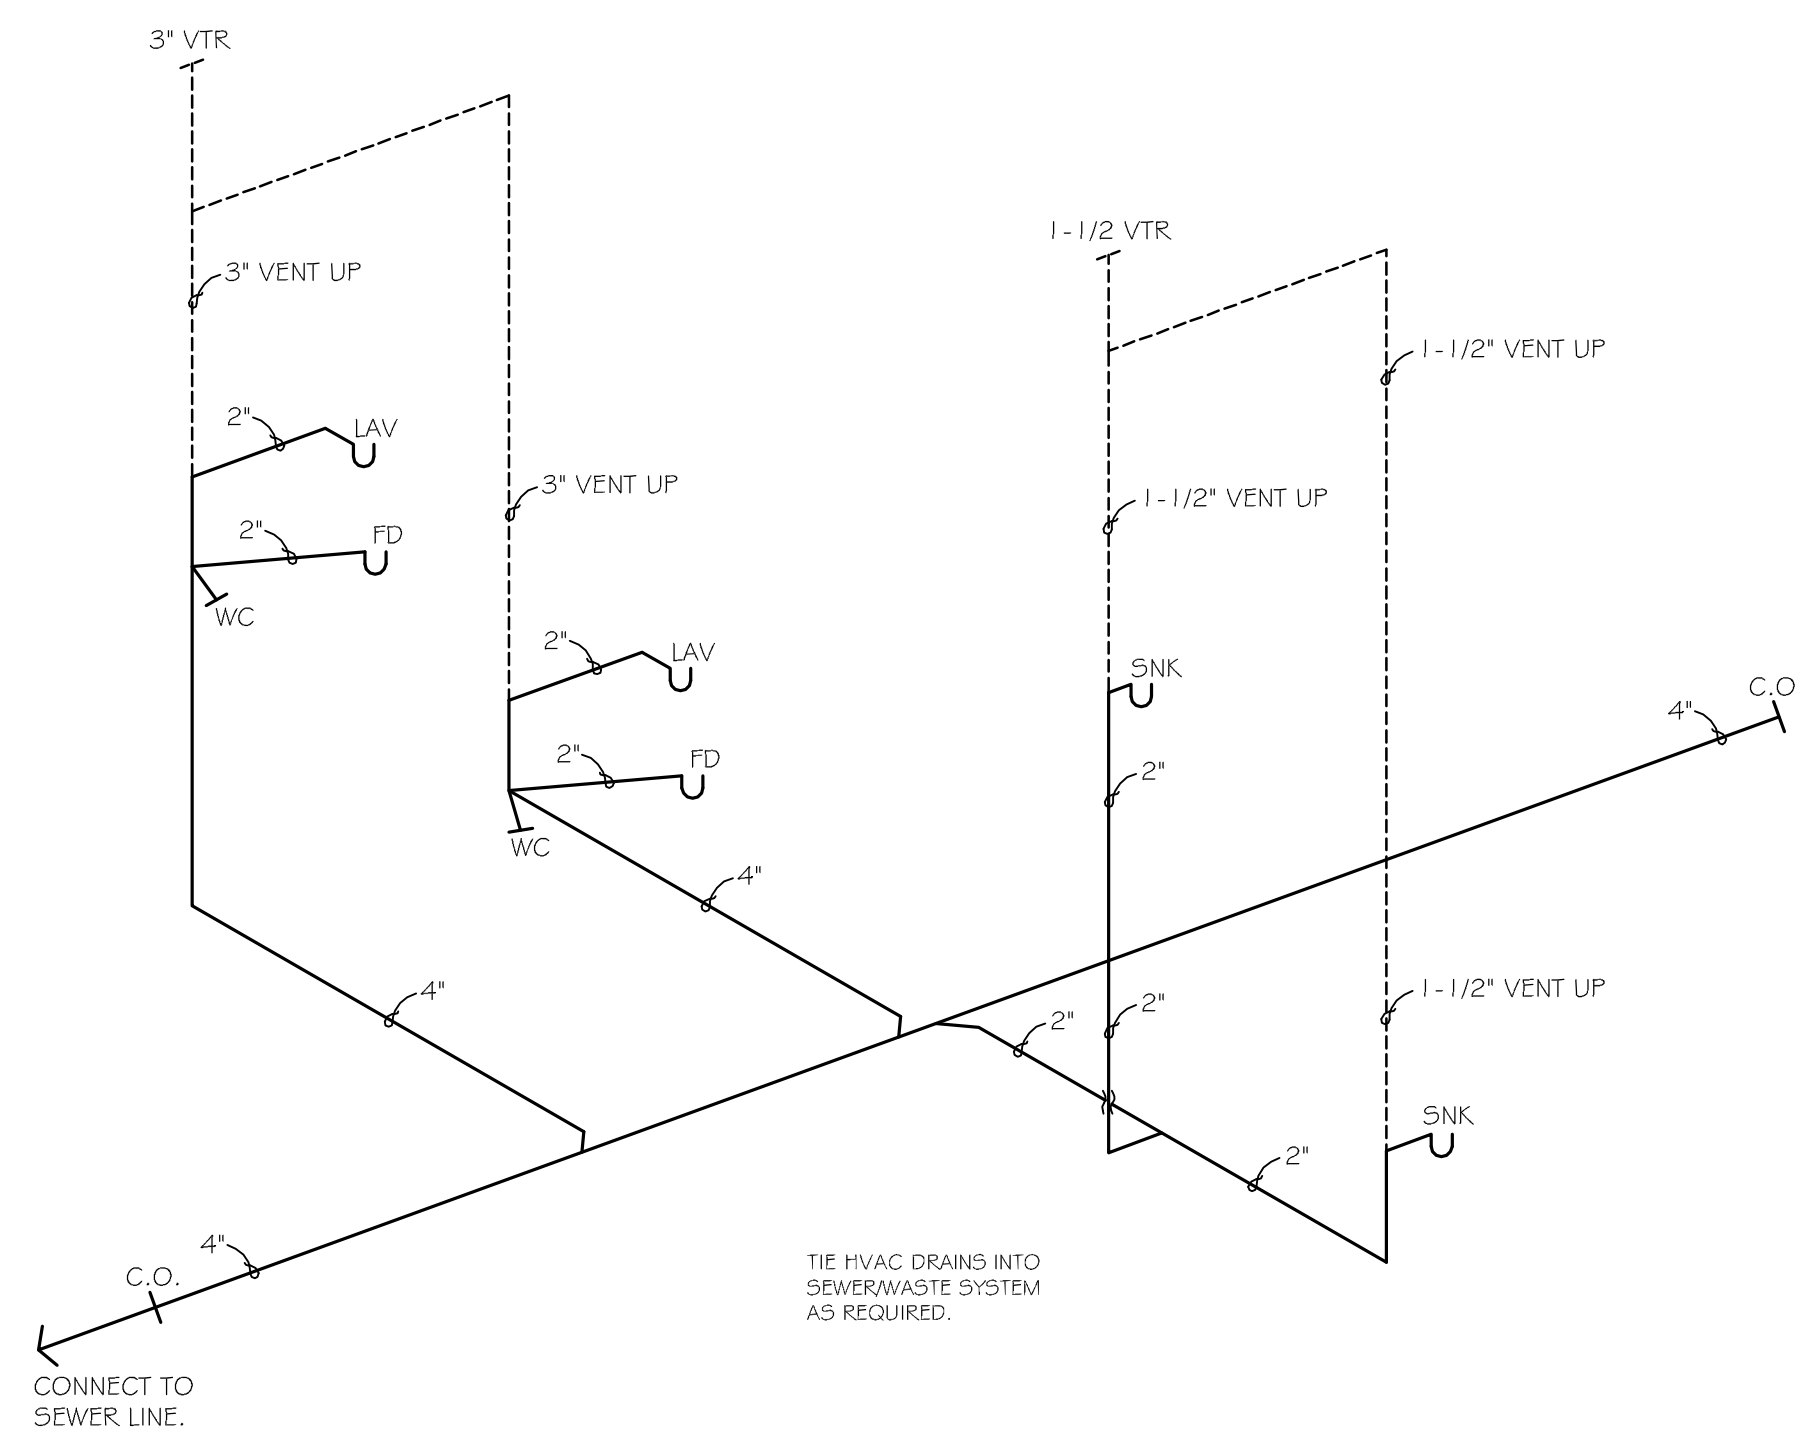 3" VTR
1-1/2 VTR
3" VENT UP
1-1/2" VENT UP
2"
LAV
3" VENT UP
1-1/2" VENT UP
2"
FD
WC
2"
LAV
SNK
C.O
4"
2"
FD
2"
WC
4"
4"
2"
2"
1-1/2" VENT UP
SNK
2"
4"
C.O.
TIE HVAC DRAINS INTO
SEWER/WASTE SYSTEM
AS REQUIRED.
CONNECT TO
SEWER LINE.